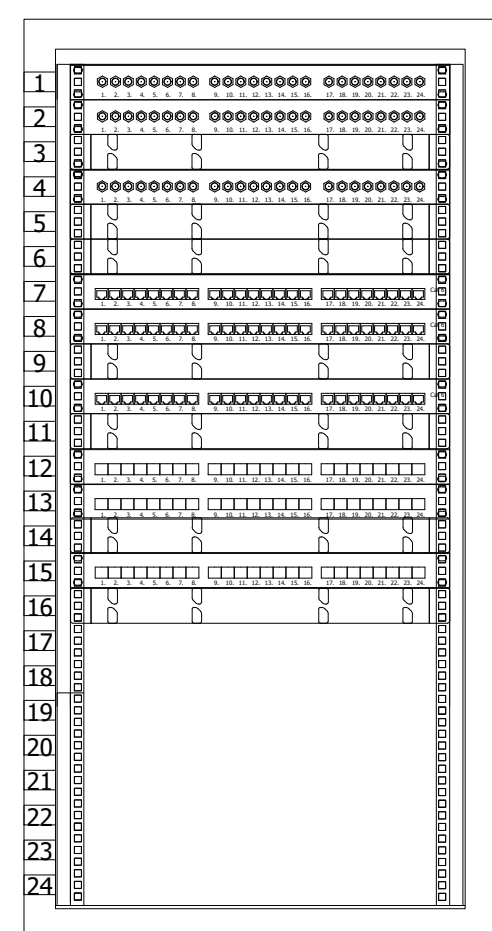 1
1. 2. 3. 4. 5. 6. 7. 8. 9. 10. 11. 12. 13. 14. 15. 16. 17. 18. 19. 20. 21. 22. 23. 24.
2
1. 2. 3. 4. 5. 6. 7. 8. 9. 10. 11. 12. 13. 14. 15. 16. 17. 18. 19. 20. 21. 22. 23. 24.
3
4
1. 2. 3. 4. 5. 6. 7. 8. 9. 10. 11. 12. 13. 14. 15. 16. 17. 18. 19. 20. 21. 22. 23. 24.
5
6
7 Cat 6
1. 2. 3. 4. 5. 6. 7. 8. 9. 10. 11. 12. 13. 14. 15. 16. 17. 18. 19. 20. 21. 22. 23. 24.
8 Cat 6
1. 2. 3. 4. 5. 6. 7. 8. 9. 10. 11. 12. 13. 14. 15. 16. 17. 18. 19. 20. 21. 22. 23. 24.
9
10 Cat 6
1. 2. 3. 4. 5. 6. 7. 8. 9. 10. 11. 12. 13. 14. 15. 16. 17. 18. 19. 20. 21. 22. 23. 24.
11
12
1. 2. 3. 4. 5. 6. 7. 8. 9. 10. 11. 12. 13. 14. 15. 16. 17. 18. 19. 20. 21. 22. 23. 24.
13
1. 2. 3. 4. 5. 6. 7. 8. 9. 10. 11. 12. 13. 14. 15. 16. 17. 18. 19. 20. 21. 22. 23. 24.
14
15
1. 2. 3. 4. 5. 6. 7. 8. 9. 10. 11. 12. 13. 14. 15. 16. 17. 18. 19. 20. 21. 22. 23. 24.
16
17
18
19
20
21
22
23
24